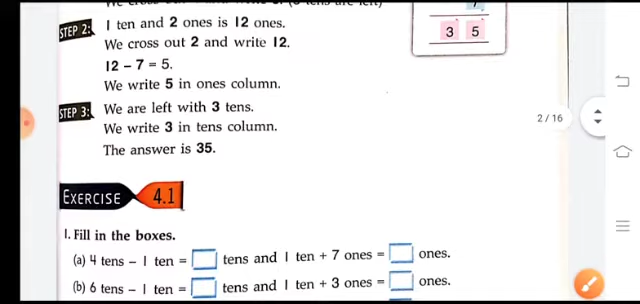 7
STEP 2: 1 ten and 2 ones is 12 ones.
3 5
We cross out 2 and write 12.
12 – 7 = 5.
We write 5 in ones column.
STEP 3: We are left with 3 tens.
2 / 16
We write 3 in tens column.
The answer is 35.
EXERCISE 4.1
1. Fill in the boxes.
(a) 4 tens – 1 ten = tens and 1 ten + 7 ones = ones.
(b) 6 tens – 1 ten = tens and 1 ten + 3 ones = ones.